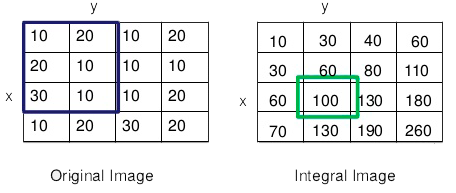 y y
10 20 10 20 10 30 40 60
20 10 10 10 30 60 80 110
x 30 10 10 20 x 60 100 130 180
10 20 30 20 70 130 190 260
Original Image Integral Image